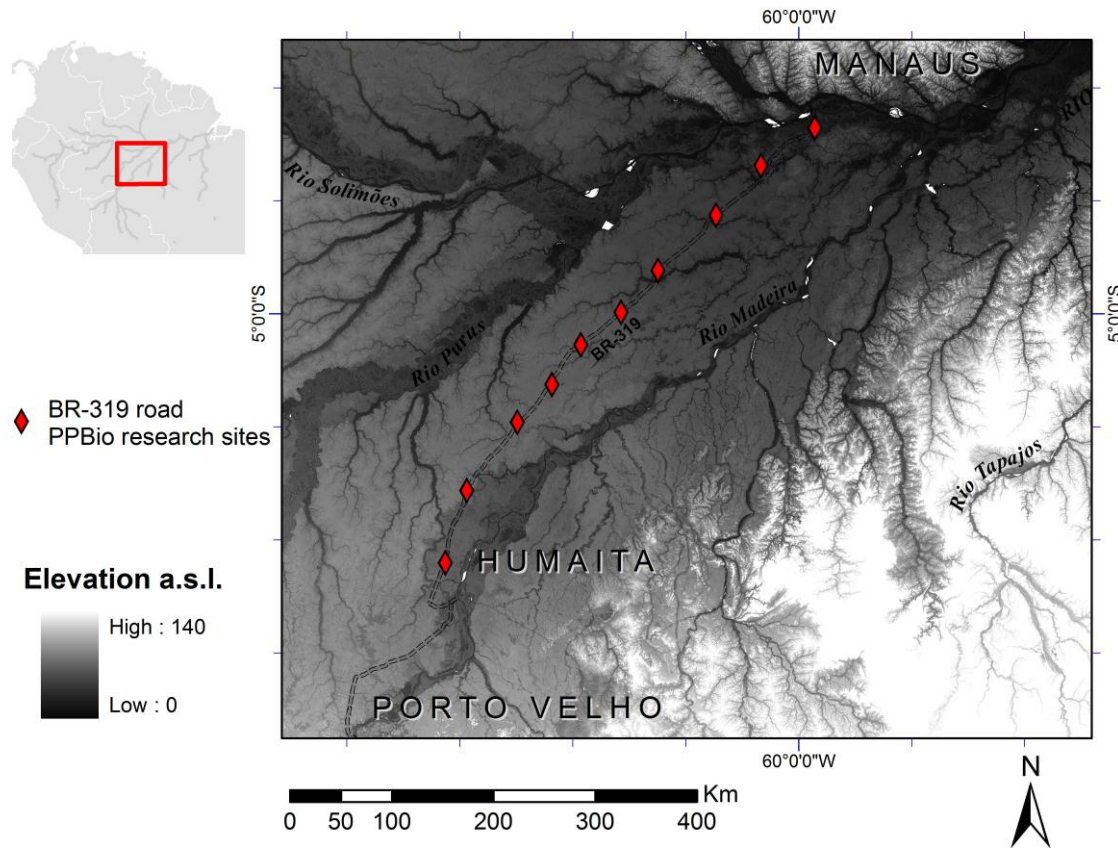 60°0'0"W
MANAUS
RIO
Rio Solimões
5°0'0"S
5°0'0"S
Rio Madeira
BR-319
Rio Purus
BR-319 road
PPBio research sites
Rio Tapajos
HUMAITA
Elevation a.s.l.
High : 140
Low : 0
PORTO VELHO
60°0'0"W
N
Km
0 50 100 200 300 400